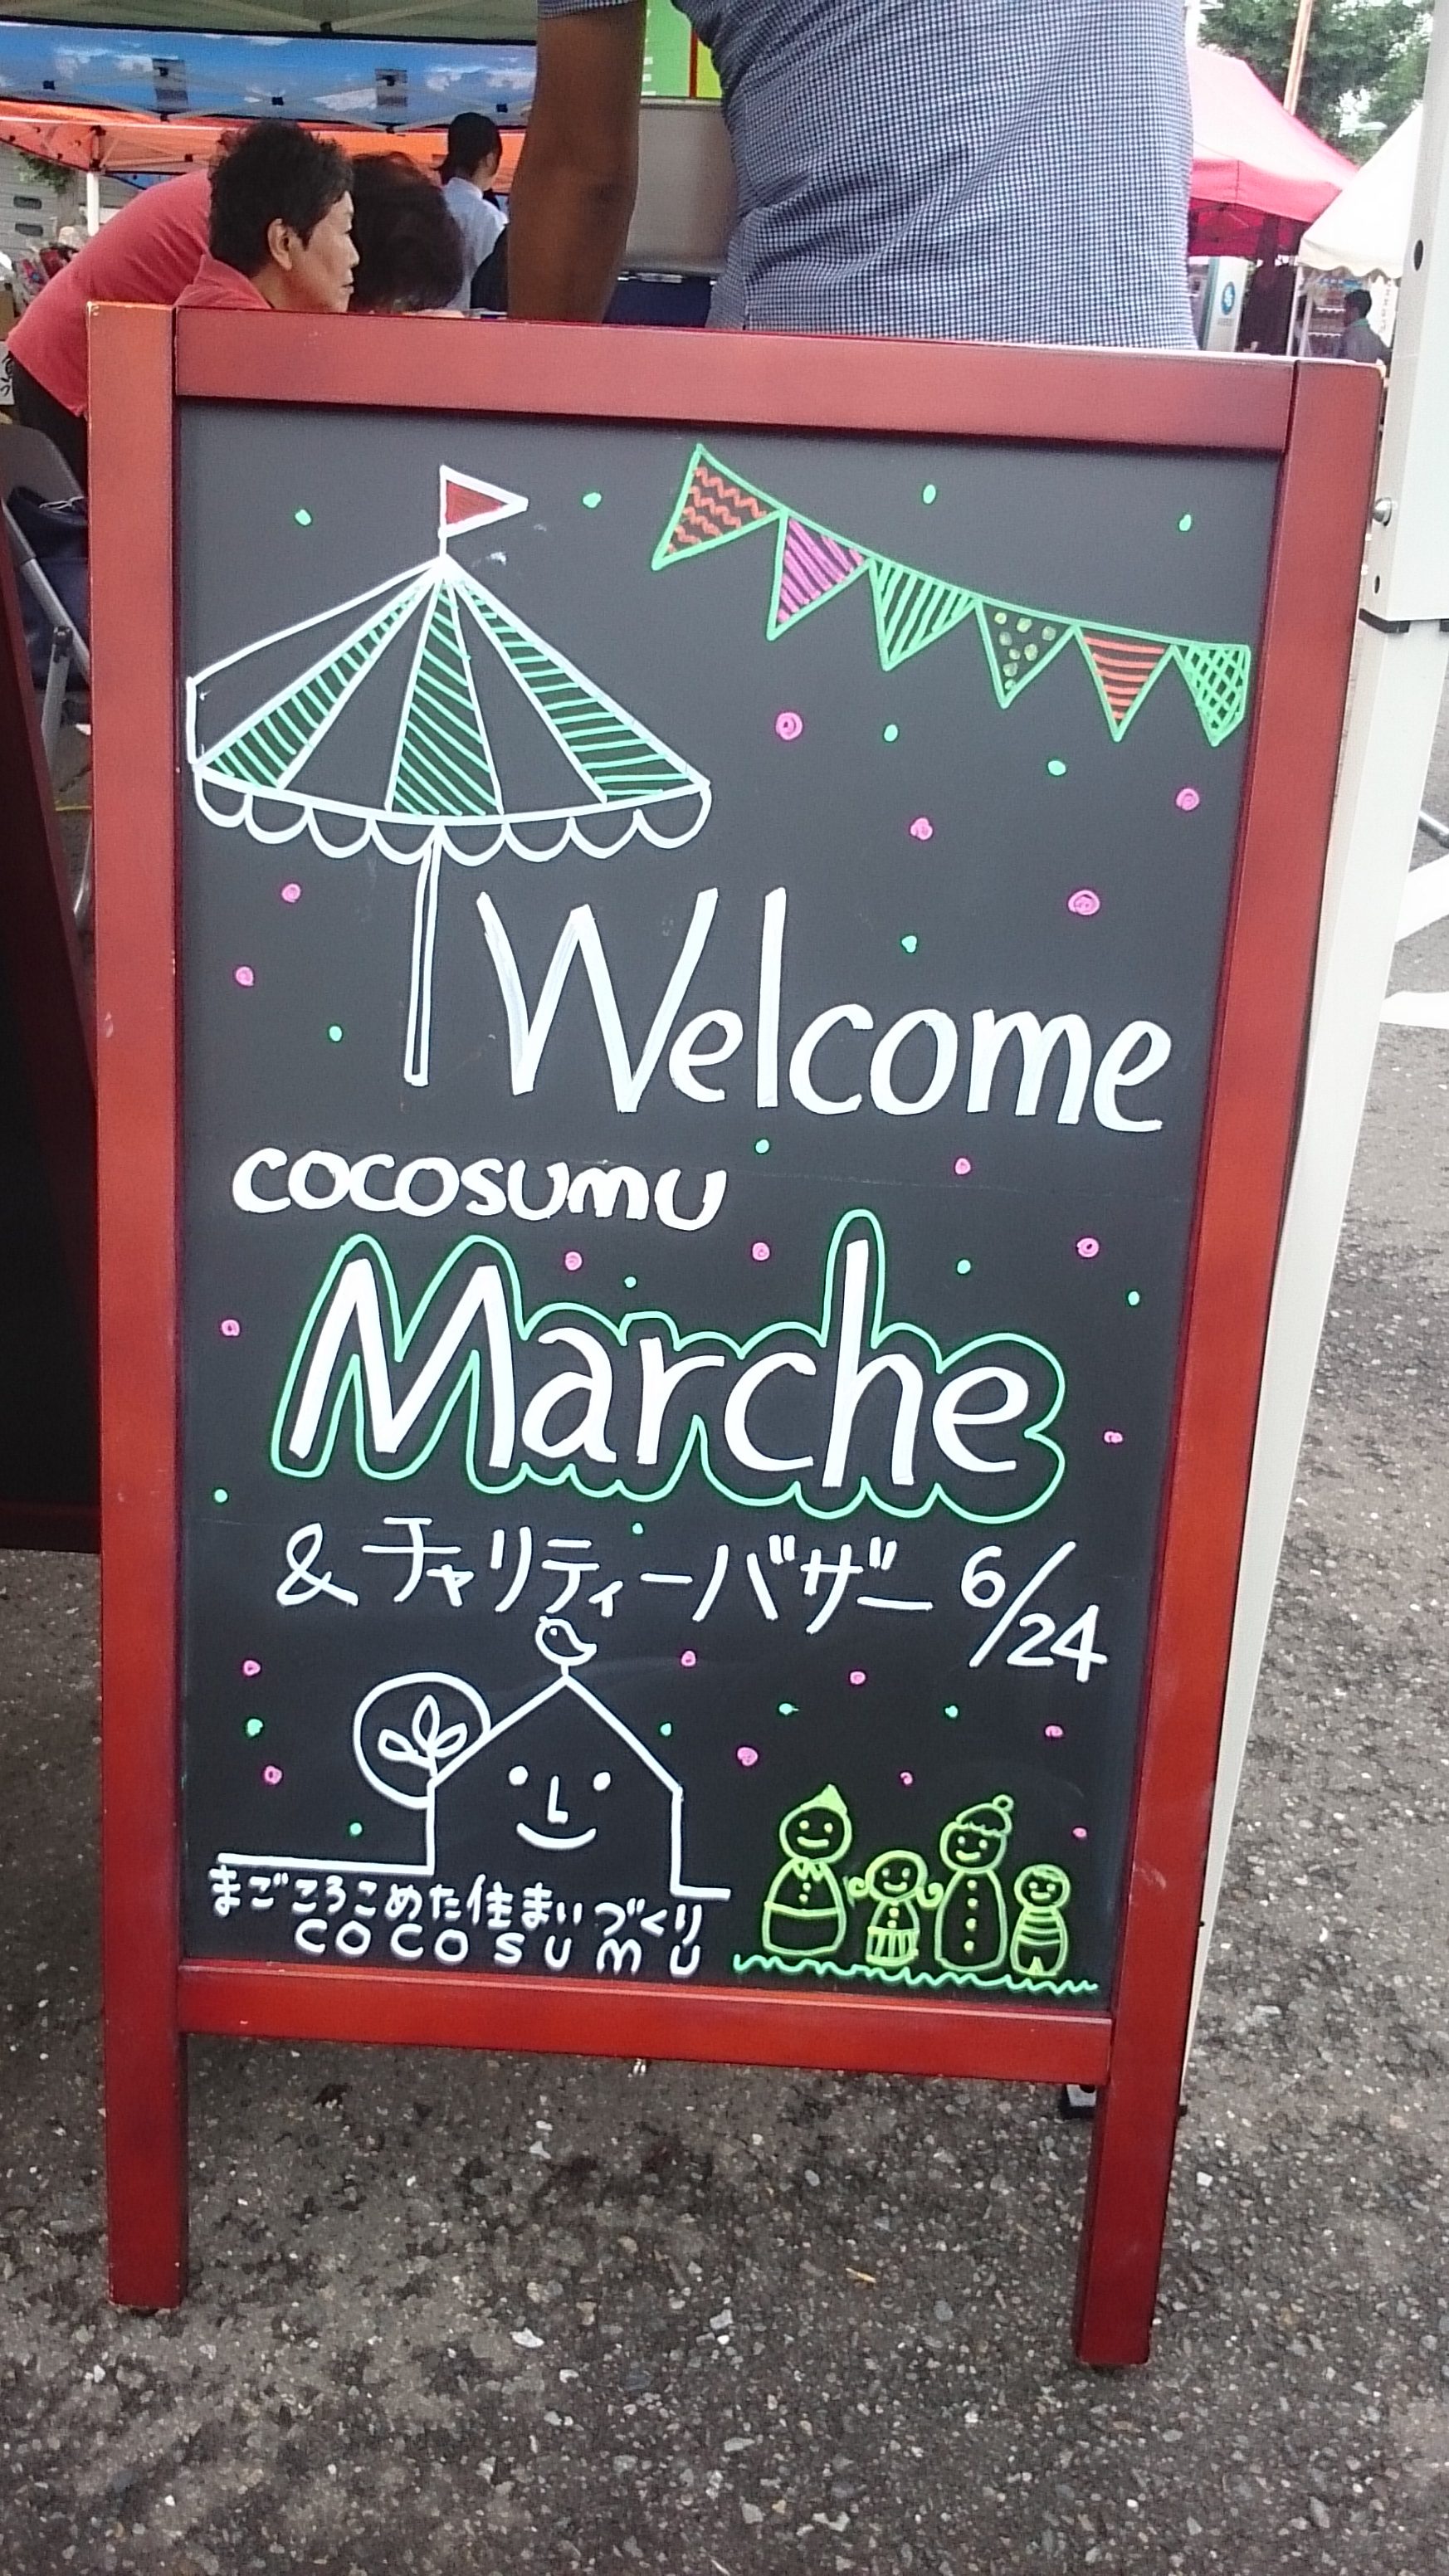 Welcome
cocosumu
Marche
& チャリティーバザー 6/24
まごころこめた住まいづくり
cocosumu